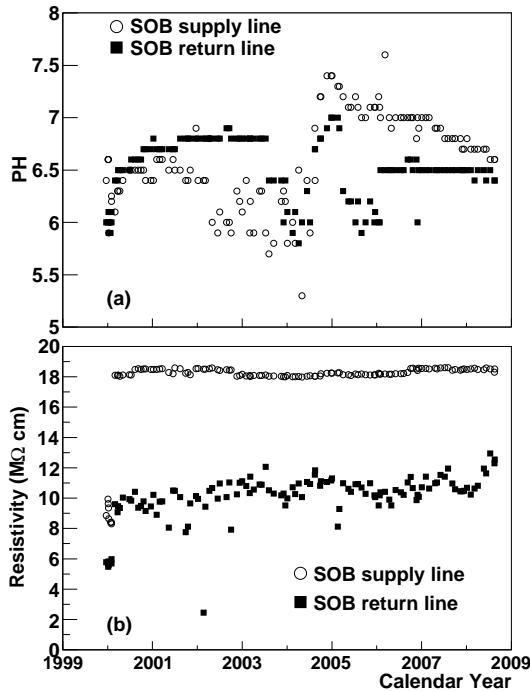 8
7.5
7
6.5
6
5.5
5
PH
SOB supply line
SOB return line
(a)
20
18
16
14
12
10
8
6
4
2
0
Resistivity (MΩ cm)
SOB supply line
SOB return line
(b)
1999 2001 2003 2005 2007 2009
Calendar Year